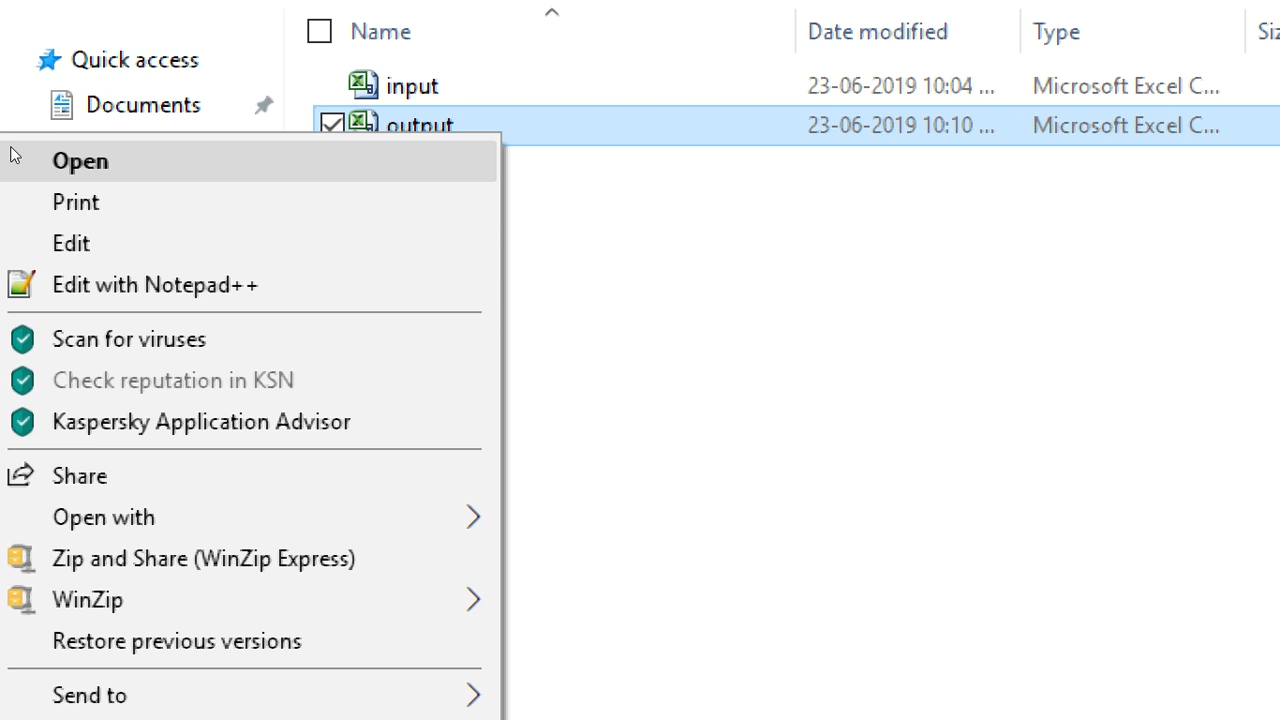 Name Date modified Type Siz
Quick access
Documents
input 23-06-2019 10:04 ... Microsoft Excel C...
output 23-06-2019 10:10 ... Microsoft Excel C...
Open
Print
Edit
Edit with Notepad++
Scan for viruses
Check reputation in KSN
Kaspersky Application Advisor
Share
Open with
Zip and Share (WinZip Express)
WinZip
Restore previous versions
Send to